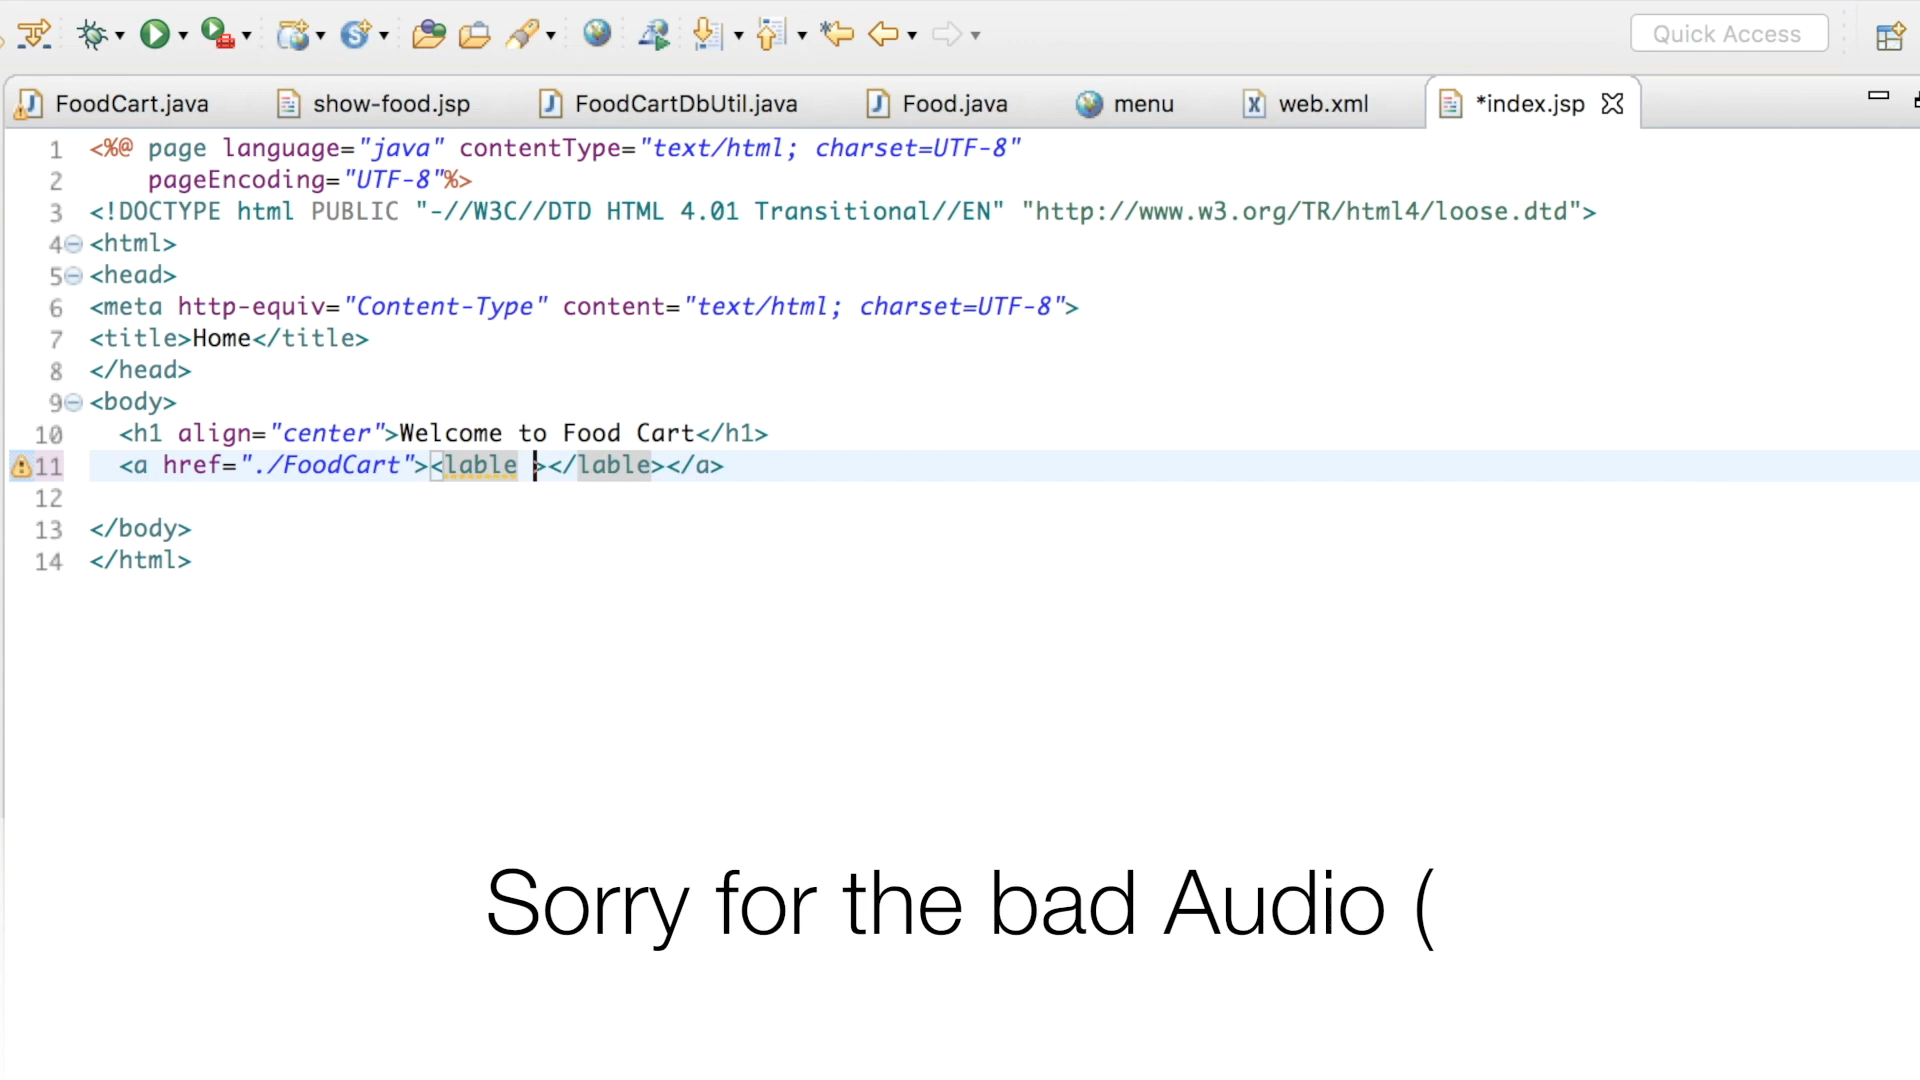 Quick Access
FoodCart.java show-food.jsp FoodCartDbUtil.java Food.java menu web.xml *index.jsp
1 <%@ page language="java" contentType="text/html; charset=UTF-8"
2 pageEncoding="UTF-8"%>
3 <!DOCTYPE html PUBLIC "-//W3C//DTD HTML 4.01 Transitional//EN" "http://www.w3.org/TR/html4/loose.dtd">
4 <html>
5 <head>
6 <meta http-equiv="Content-Type" content="text/html; charset=UTF-8">
7 <title>Home</title>
8 </head>
9 <body>
10 <h1 align="center">Welcome to Food Cart</h1>
11 <a href="./FoodCart"><lable ></lable></a>
12
13 </body>
14 </html>
Sorry for the bad Audio (